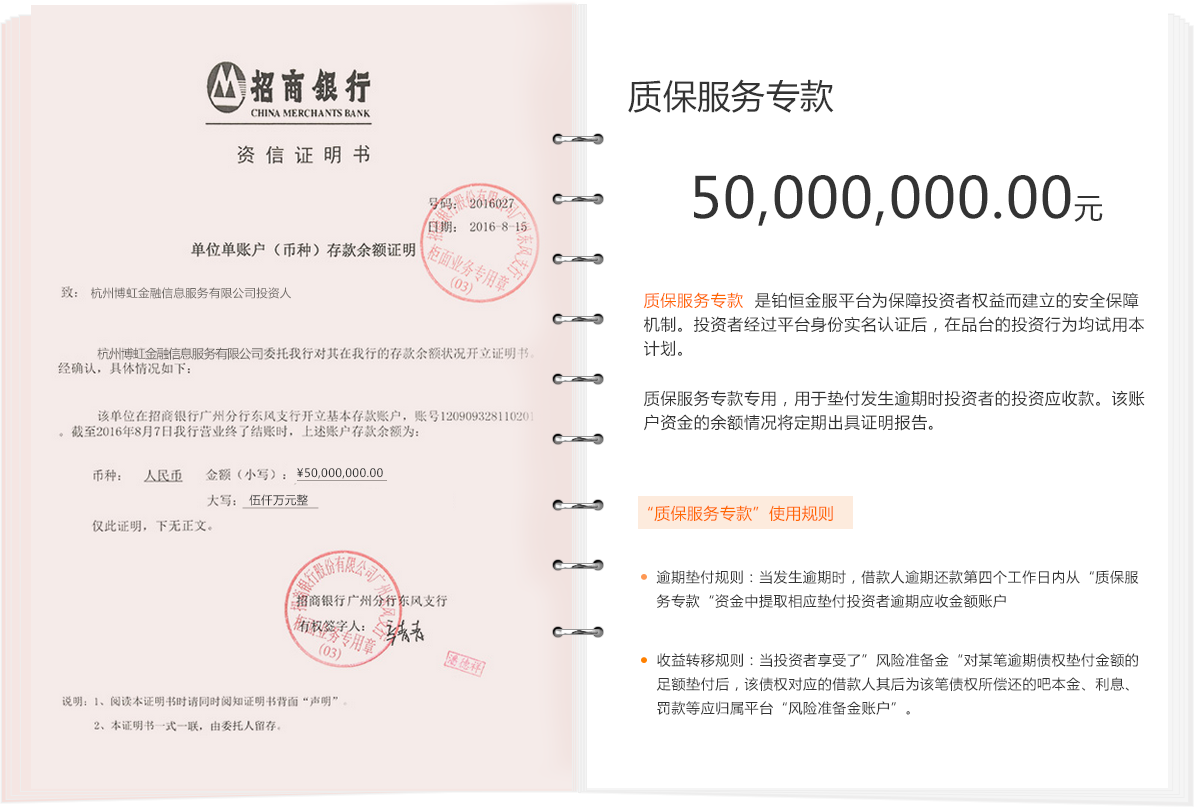 招商银行
CHINA MERCHANTS BANK
资信证明书
号码： 2016027
日期： 2016-8-15
单位单账户（币种）存款余额证明
致： 杭州博虹金融信息服务有限公司投资人
杭州博虹金融信息服务有限公司委托我行对其在我行的存款余额状况开立证明书。
经确认，具体情况如下：
该单位在招商银行广州分行东风支行开立基本存款账户，账号120909328110201
。截至2016年8月7日我行营业终了结账时，上述账户存款余额为：
币种： 人民币 金额（小写）： ¥50,000,000.00
大写： 伍仟万元整
仅此证明，下无正文。
招商银行广州分行东风支行
有权签字人：
说明：1、阅读本证明书时请同时阅知证明书背面“声明”。
2、本证明书一式一联，由委托人留存。
柜面业务专用章
(03)
柜面业务专用章
(03)
质保服务专款
50,000,000.00元
质保服务专款 是铂恒金服平台为保障投资者权益而建立的安全保障
机制。投资者经过平台身份实名认证后，在品台的投资行为均试用本
计划。
质保服务专款专用，用于垫付发生逾期时投资者的投资应收款。该账
户资金的余额情况将定期出具证明报告。
“质保服务专款”使用规则
逾期垫付规则：当发生逾期时，借款人逾期还款第四个工作日内从“质保服
务专款“资金中提取相应垫付投资者逾期应收金额账户
收益转移规则：当投资者享受了”风险准备金“对某笔逾期债权垫付金额的
足额垫付后，该债权对应的借款人其后为该笔债权所偿还的吧本金、利息、
罚款等应归属平台“风险准备金账户”。